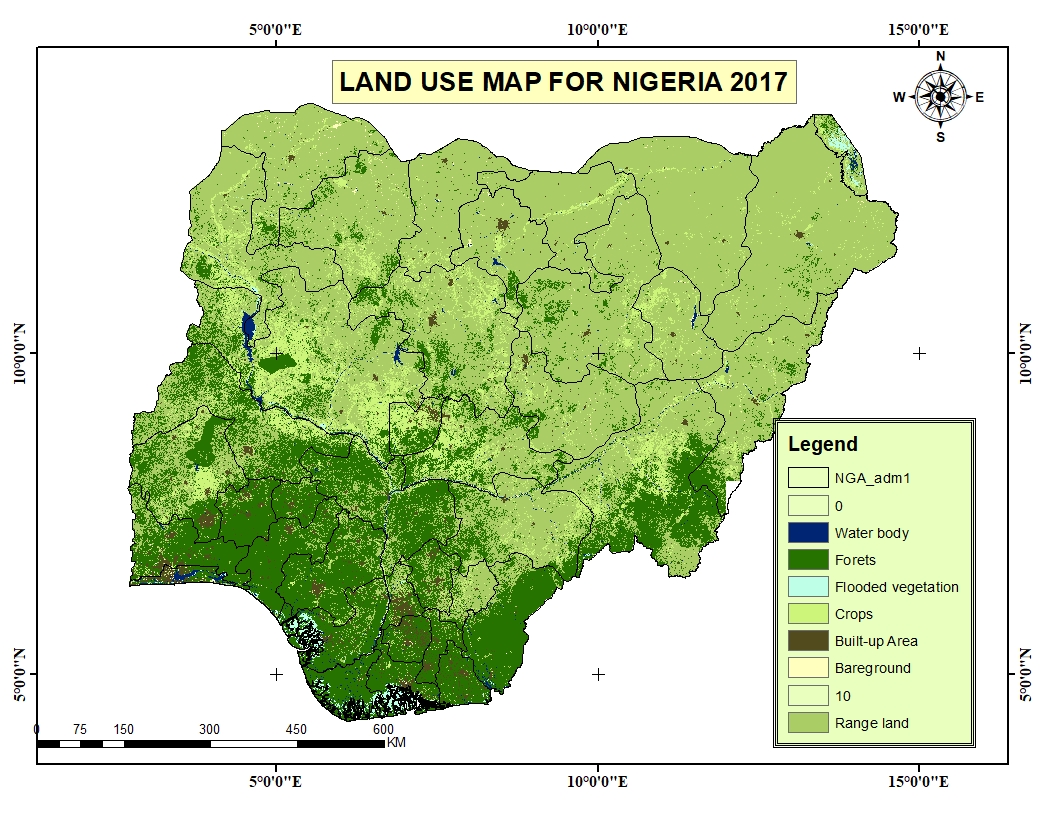 5°0'0"E 10°0'0"E 15°0'0"E
LAND USE MAP FOR NIGERIA 2017
N
W E
S
10°0'0"N 10°0'0"N
Legend
NGA_adm1
0
Water body
Forets
Flooded vegetation
Crops
Built-up Area
Bareground
10
Range land
5°0'0"N 5°0'0"N
0 75 150 300 450 600
KM
5°0'0"E 10°0'0"E 15°0'0"E